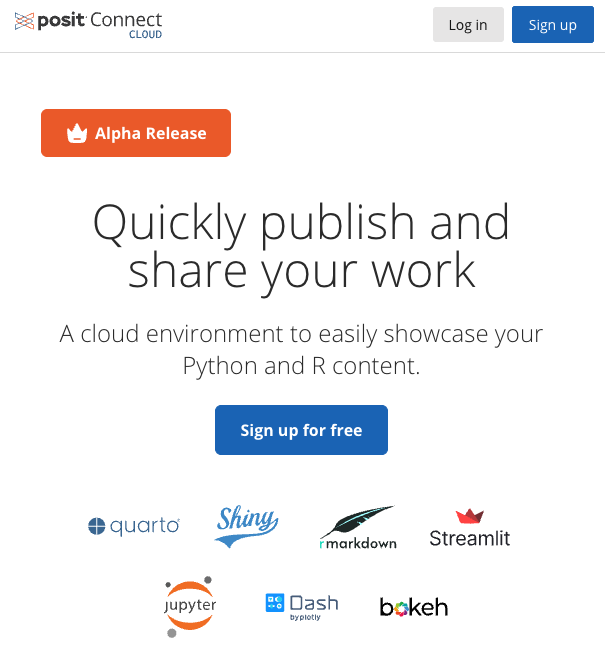 posit Connect
CLOUD
Log in
Sign up
Alpha Release
Quickly publish and
share your work
A cloud environment to easily showcase your
Python and R content.
Sign up for free
quarto
Shiny
rmarkdown
Streamlit
jupyter
Dash
by plotly
bokeh